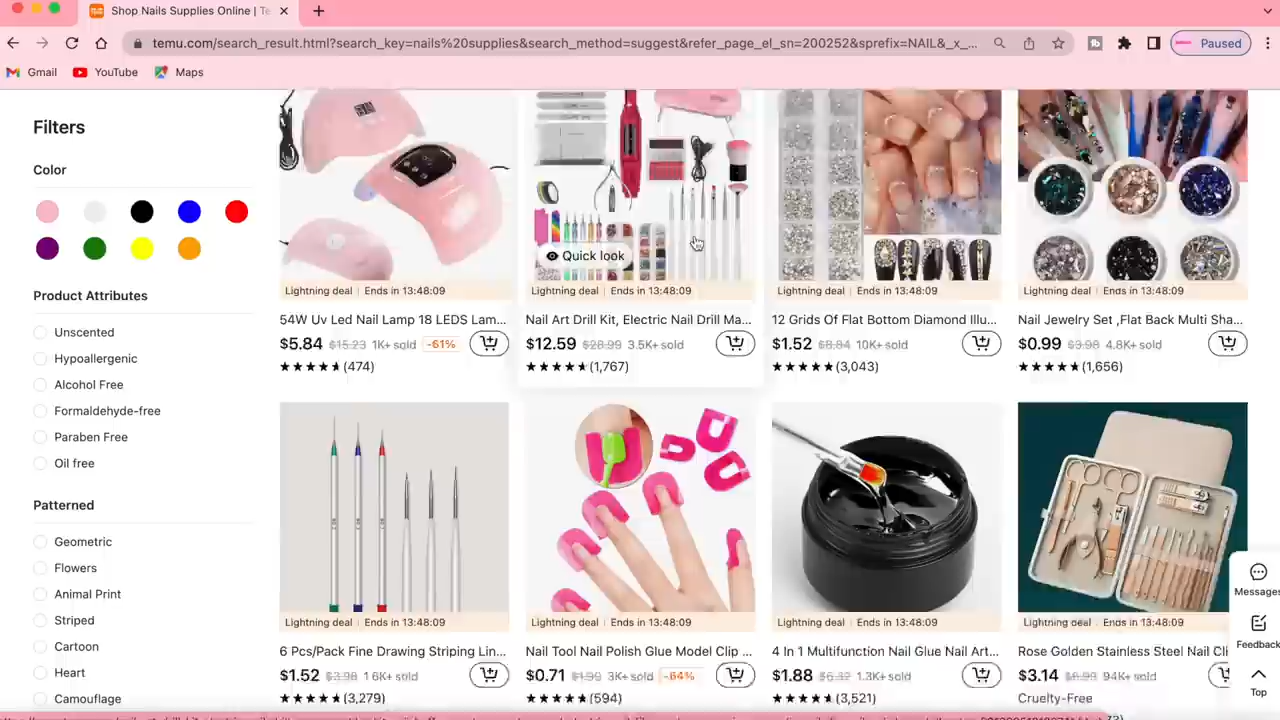 Shop Nails Supplies Online | Te
temu.com/search_result.html?search_key=nails%20supplies&search_method=suggest&refer_page_el_sn=200252&sprefix=NAIL&_x_...
Paused
Gmail
YouTube
Maps
Filters
Color
Product Attributes
Unscented
Hypoallergenic
Alcohol Free
Formaldehyde-free
Paraben Free
Oil free
Patterned
Geometric
Flowers
Animal Print
Striped
Cartoon
Heart
Camouflage
Quick look
Lightning deal | Ends in 13:48:09
Lightning deal | Ends in 13:48:09
Lightning deal | Ends in 13:48:09
Lightning deal | Ends in 13:48:09
54W Uv Led Nail Lamp 18 LEDS Lam...
Nail Art Drill Kit, Electric Nail Drill Ma...
12 Grids Of Flat Bottom Diamond Illu...
Nail Jewelry Set ,Flat Back Multi Sha...
$5.84 $15.23 1K+ sold -61%
$12.59 $28.99 3.5K+ sold
$1.52 $8.84 10K+ sold
$0.99 $3.98 4.8K+ sold
(474)
(1,767)
(3,043)
(1,656)
Lightning deal | Ends in 13:48:09
Lightning deal | Ends in 13:48:09
Lightning deal | Ends in 13:48:09
Lightning deal | Ends in 13:48:09
6 Pcs/Pack Fine Drawing Striping Lin...
Nail Tool Nail Polish Glue Model Clip ...
4 In 1 Multifunction Nail Glue Nail Art...
Rose Golden Stainless Steel Nail Cli
$1.52 $3.98 1.6K+ sold
$0.71 $1.99 3K+ sold -64%
$1.88 $6.32 1.3K+ sold
$3.14 94K+ sold
(3,279)
(594)
(3,521)
Cruelty-Free
Messages
Feedback
Top